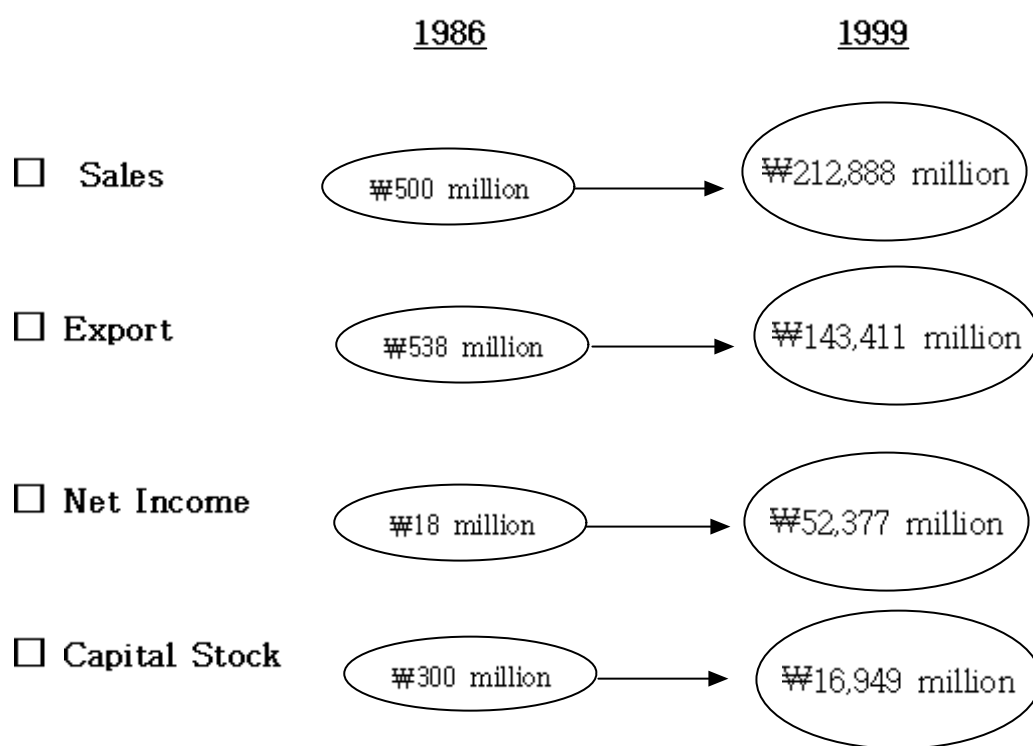 1986 1999
□ Sales ₩500 million ₩212,888 million
□ Export ₩538 million ₩143,411 million
□ Net Income ₩18 million ₩52,377 million
□ Capital Stock ₩300 million ₩16,949 million